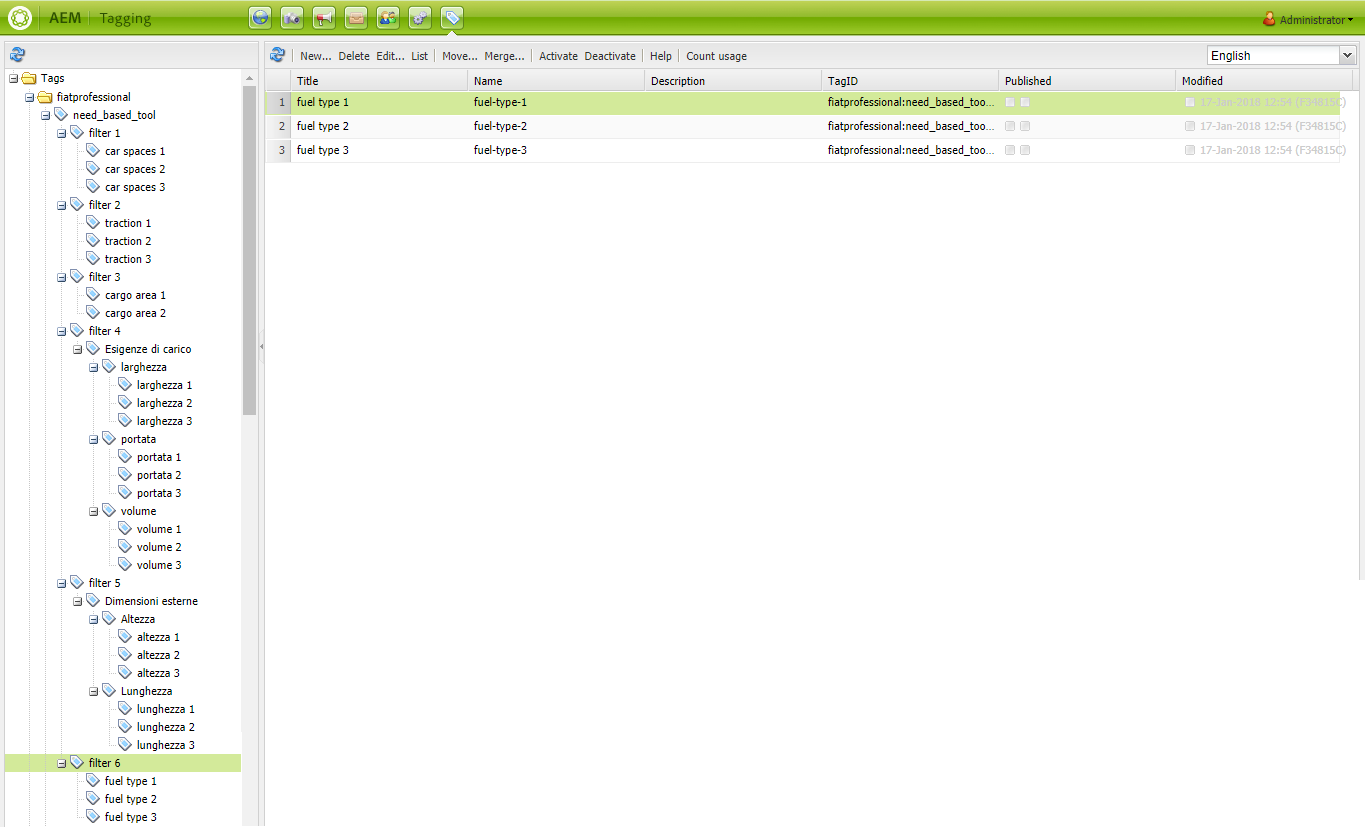 AEM Tagging Administrator
New... Delete Edit... List Move... Merge... Activate Deactivate Help Count usage English
Tags
fiatprofessional
need_based_tool
filter 1
car spaces 1
car spaces 2
car spaces 3
filter 2
traction 1
traction 2
traction 3
filter 3
cargo area 1
cargo area 2
filter 4
Esigenze di carico
larghezza
larghezza 1
larghezza 2
larghezza 3
portata
portata 1
portata 2
portata 3
volume
volume 1
volume 2
volume 3
filter 5
Dimensioni esterne
Altezza
altezza 1
altezza 2
altezza 3
Lunghezza
lunghezza 1
lunghezza 2
lunghezza 3
filter 6
fuel type 1
fuel type 2
fuel type 3
Title Name Description TagID Published Modified
1 fuel type 1 fuel-type-1 fiatprofessional:need_based_too... 17-Jan-2018 12:54 (F34815C)
2 fuel type 2 fuel-type-2 fiatprofessional:need_based_too... 17-Jan-2018 12:54 (F34815C)
3 fuel type 3 fuel-type-3 fiatprofessional:need_based_too... 17-Jan-2018 12:54 (F34815C)